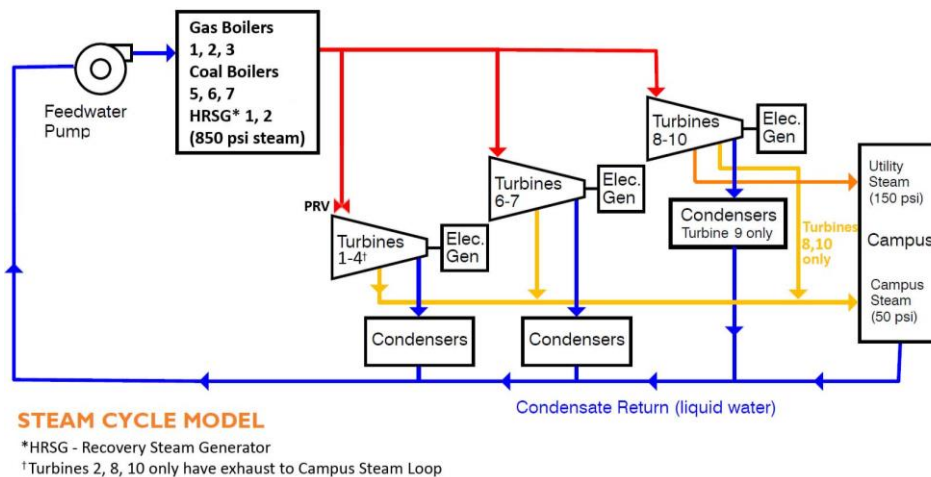 Gas Boilers
1, 2, 3
Coal Boilers
5, 6, 7
HRSG* 1, 2
(850 psi steam)
Feedwater
Pump
PRV
Turbines
1-4†
Elec.
Gen
Condensers
Turbines
6-7
Elec.
Gen
Condensers
Turbines
8-10
Elec.
Gen
Condensers
Turbine 9 only
Turbines
8,10
only
Utility
Steam
(150 psi)
Campus
Campus
Steam
(50 psi)
Condensate Return (liquid water)
STEAM CYCLE MODEL
*HRSG - Recovery Steam Generator
†Turbines 2, 8, 10 only have exhaust to Campus Steam Loop